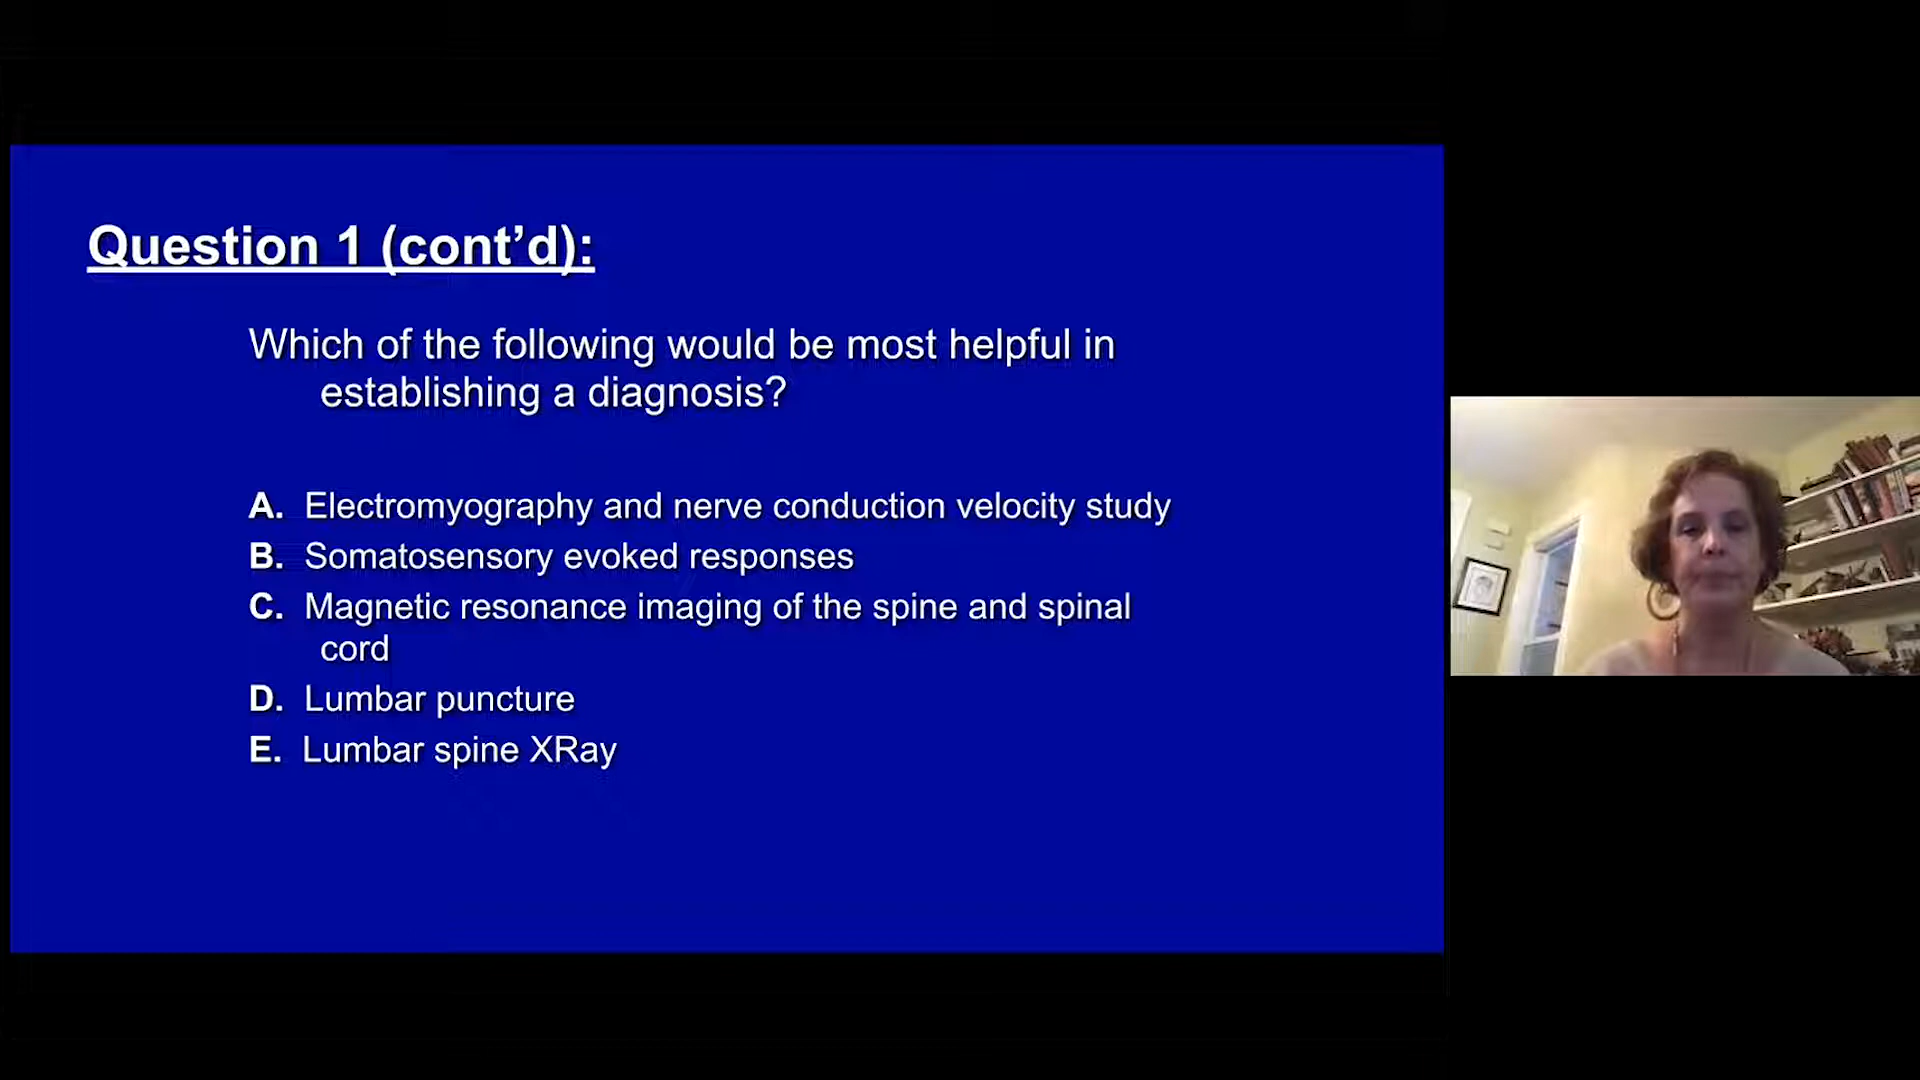 Question 1 (cont’d):
Which of the following would be most helpful in
establishing a diagnosis?
A. Electromyography and nerve conduction velocity study
B. Somatosensory evoked responses
C. Magnetic resonance imaging of the spine and spinal
cord
D. Lumbar puncture
E. Lumbar spine XRay